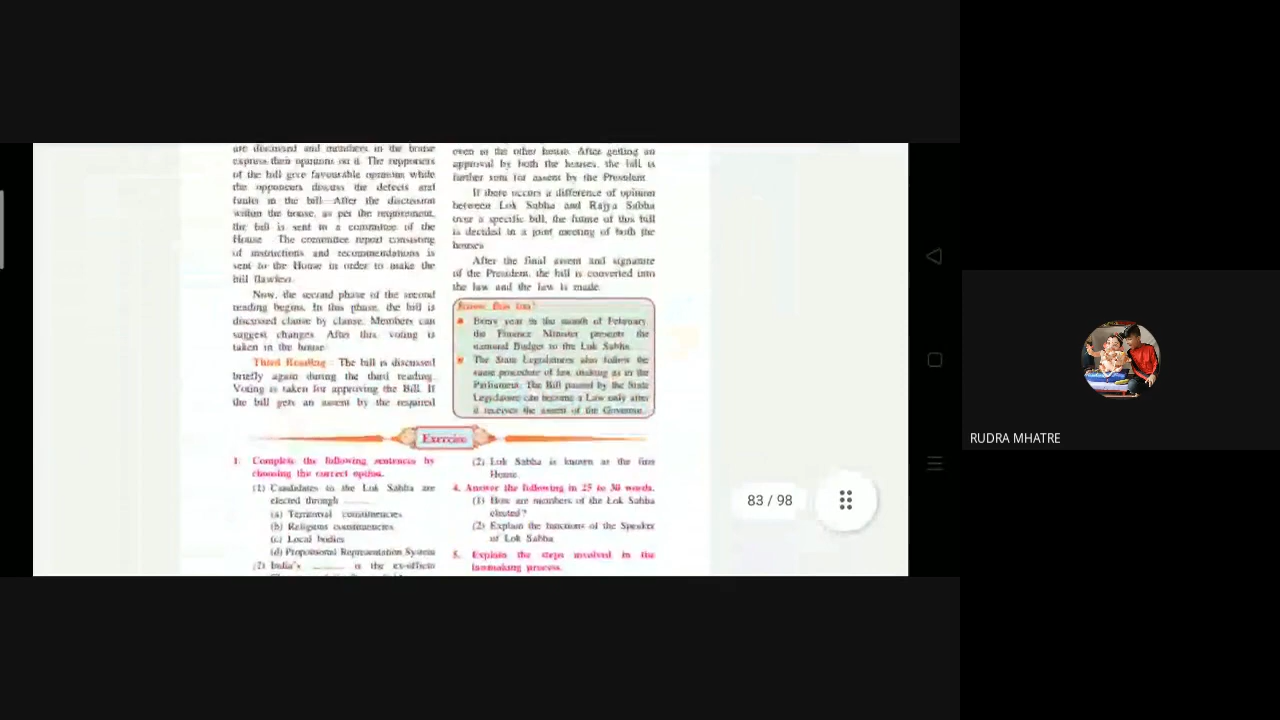 are discussed and members in the house
express their opinions on it. The supporters
of the bill give favourable opinion while
the opponents discuss the defects and
faults in the bill. After the discussion
within the house, as per the requirement,
the bill is sent to a committee of the
House. The committee report consisting
of instructions and recommendations is
sent to the House in order to make the
bill flawless.
Now, the second phase of the second
reading begins. In this phase, the bill is
discussed clause by clause. Members can
suggest changes. After this voting is
taken in the house.
Third Reading : The bill is discussed
briefly again during the third reading.
Voting is taken for approving the Bill. If
the bill gets an assent by the required
even in the other house. After getting an
approval by both the houses, the bill is
further sent for assent by the President.
If there occurs a difference of opinion
between Lok Sabha and Rajya Sabha
over a specific bill, the future of this bill
is decided in a joint meeting of both the
houses.
After the final assent and signature
of the President, the bill is converted into
the law and the law is made.
Know this too!
Every year in the month of February,
the Finance Minister presents the
national Budget to the Lok Sabha.
The State Legislatures also follow the
same procedure of law making as in the
Parliament. The Bill passed by the State
Legislature can become a Law only after
it receives the assent of the Governor.
Exercise
1. Complete the following sentences by
choosing the correct option.
(1) Candidates to the Lok Sabha are
elected through ........
(a) Territorial constituencies
(b) Religious constituencies
(c) Local bodies
(d) Proportional Representation System
(2) India's ........ is the ex-officio
(2) Lok Sabha is known as the first
House.
4. Answer the following in 25 to 30 words.
(1) How are members of the Lok Sabha
elected?
(2) Explain the functions of the Speaker
of Lok Sabha.
5. Explain the steps involved in the
lawmaking process.
83 / 98
RUDRA MHATRE